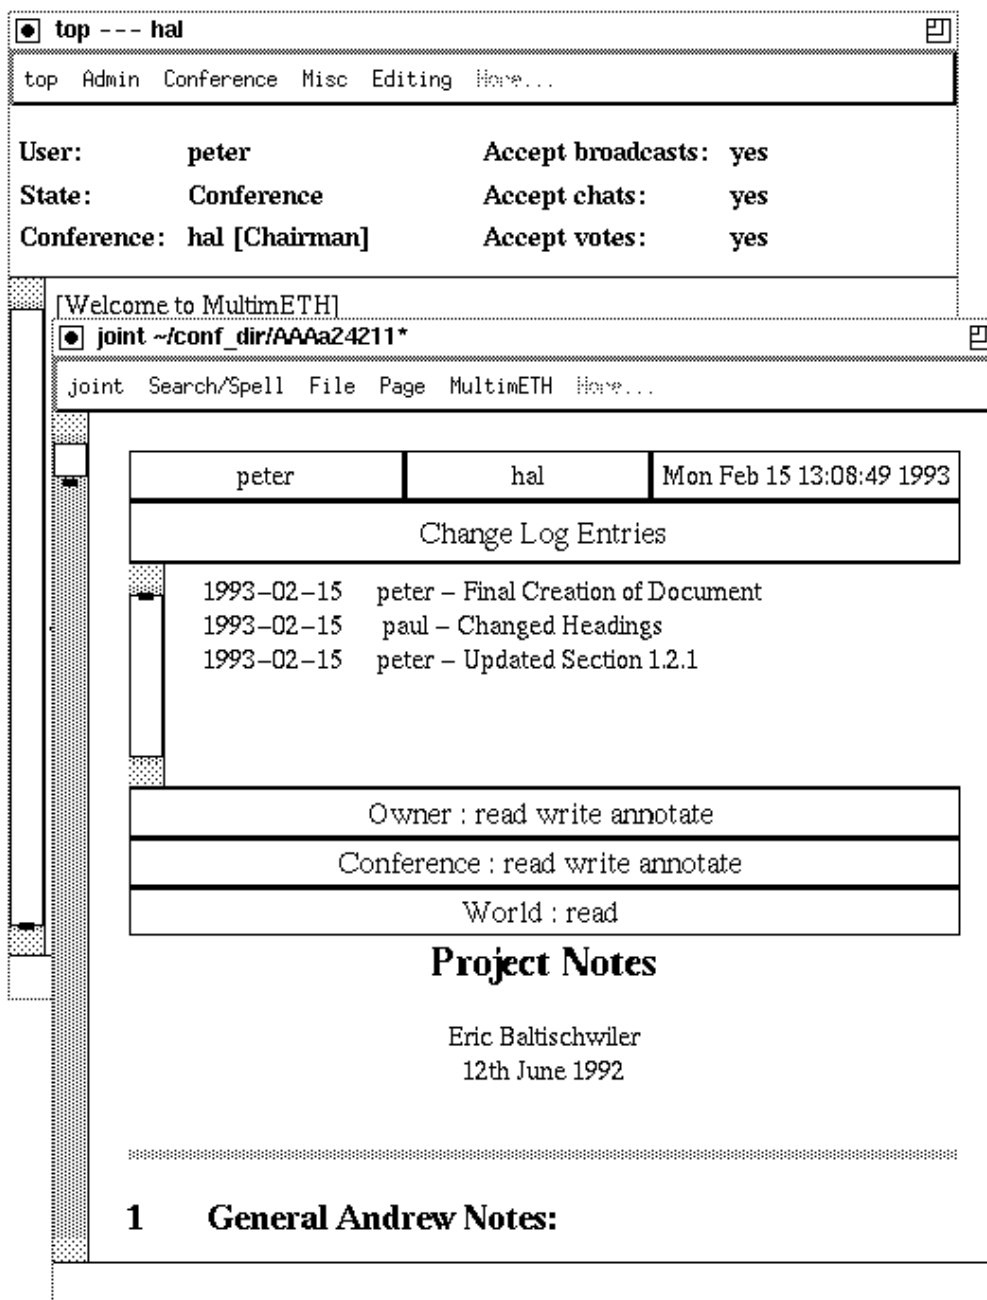 top --- hal
top Admin Conference Misc Editing More...
User: peter Accept broadcasts: yes
State: Conference Accept chats: yes
Conference: hal [Chairman] Accept votes: yes
[Welcome to MultimETH]
joint ~/conf_dir/AAAa24211*
joint Search/Spell File Page MultimETH More...
peter hal Mon Feb 15 13:08:49 1993
Change Log Entries
1993-02-15 peter - Final Creation of Document
1993-02-15 paul - Changed Headings
1993-02-15 peter - Updated Section 1.2.1
Owner : read write annotate
Conference : read write annotate
World : read
Project Notes
Eric Baltischwiler
12th June 1992
1 General Andrew Notes: